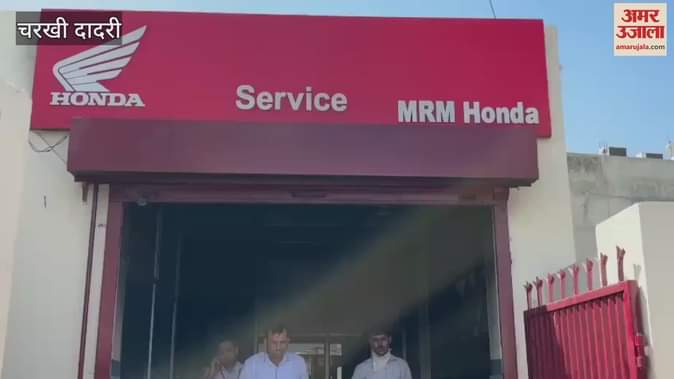 चरखी दादरी
अमर उजाला
amarujala.com
HONDA
Service
MRM Honda